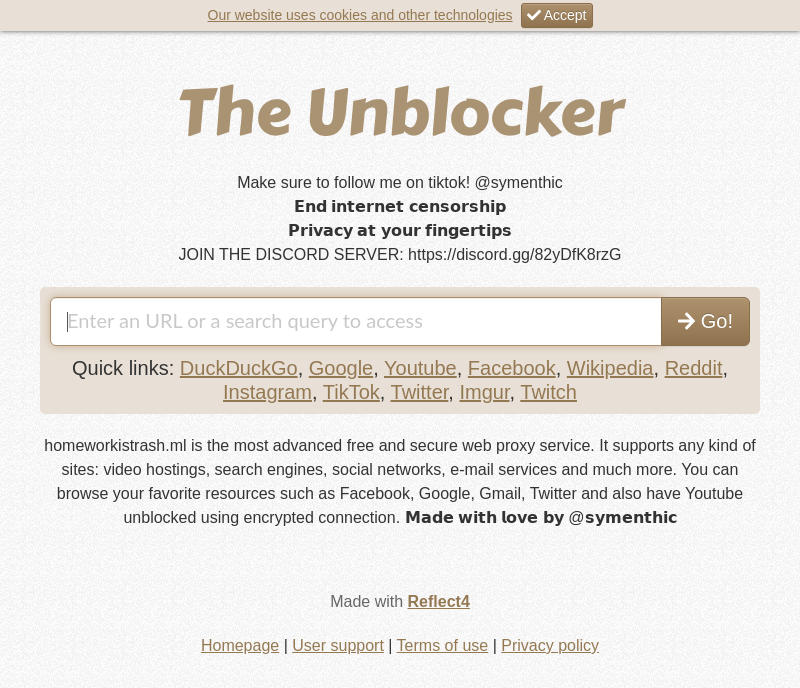 Our website uses cookies and other technologies Accept
The Unblocker
Make sure to follow me on tiktok! @symenthic
End internet censorship
Privacy at your fingertips
JOIN THE DISCORD SERVER: https://discord.gg/82yDfK8rzG
Enter an URL or a search query to access Go!
Quick links: DuckDuckGo, Google, Youtube, Facebook, Wikipedia, Reddit,
Instagram, TikTok, Twitter, Imgur, Twitch
homeworkistrash.ml is the most advanced free and secure web proxy service. It supports any kind of
sites: video hostings, search engines, social networks, e-mail services and much more. You can
browse your favorite resources such as Facebook, Google, Gmail, Twitter and also have Youtube
unblocked using encrypted connection. Made with love by @symenthic
Made with Reflect4
Homepage | User support | Terms of use | Privacy policy